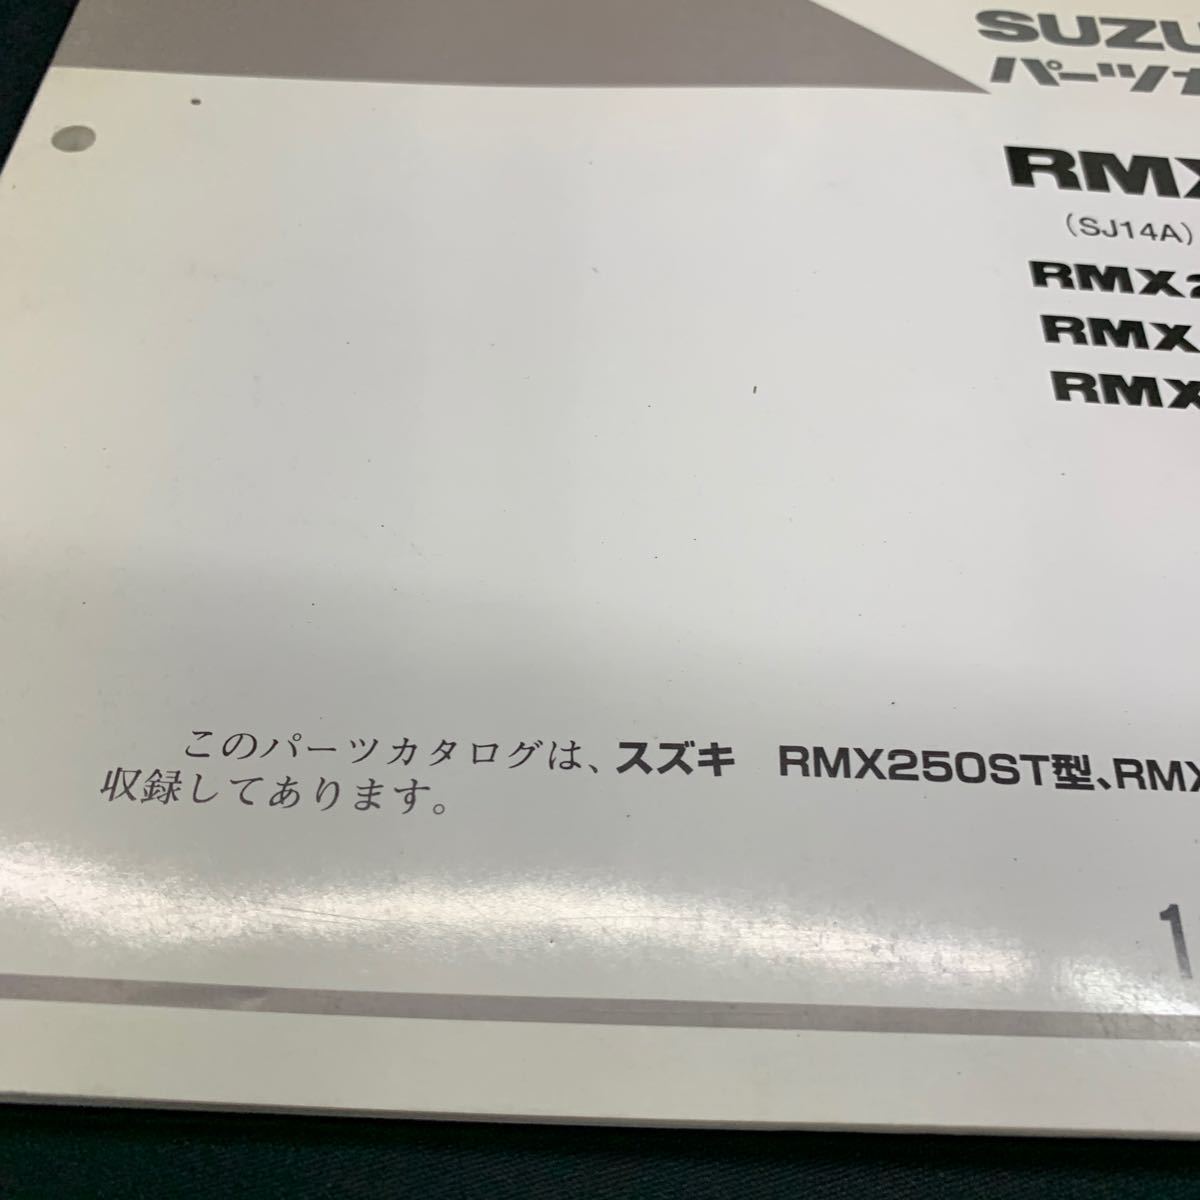 SUZU
パーツ
RMX
(SJ14A)
RMX2
RMX
RMX
このパーツカタログは、スズキ RMX250ST型、RMX
収録してあります。
1